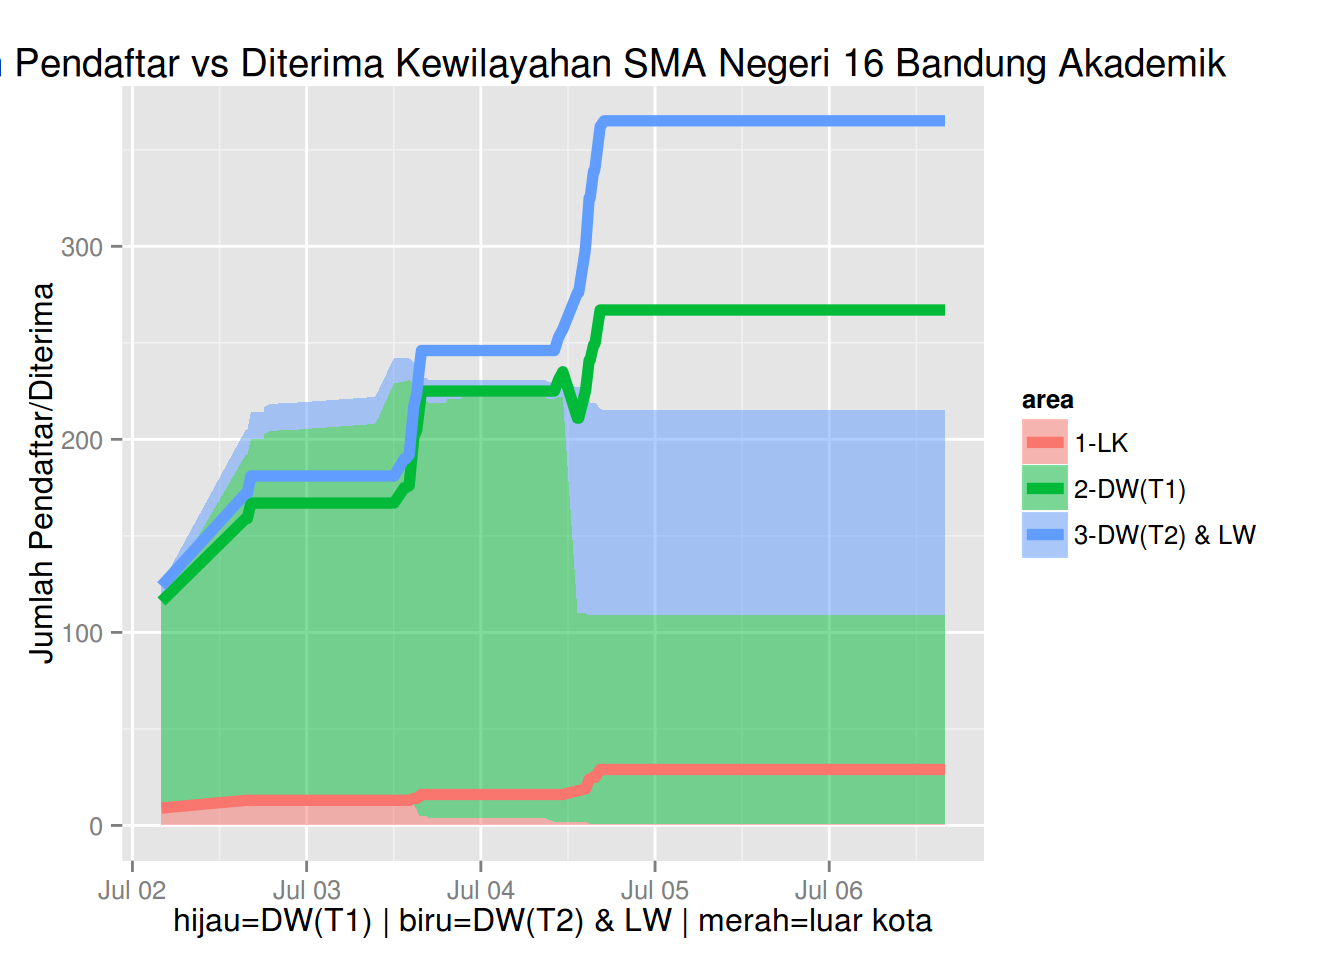 Pendaftar vs Diterima Kewilayahan SMA Negeri 16 Bandung Akademik
Jumlah Pendaftar/Diterima
300
200
100
0
Jul 02 Jul 03 Jul 04 Jul 05 Jul 06
hijau=DW(T1) | biru=DW(T2) & LW | merah=luar kota
area
1-LK
2-DW(T1)
3-DW(T2) & LW